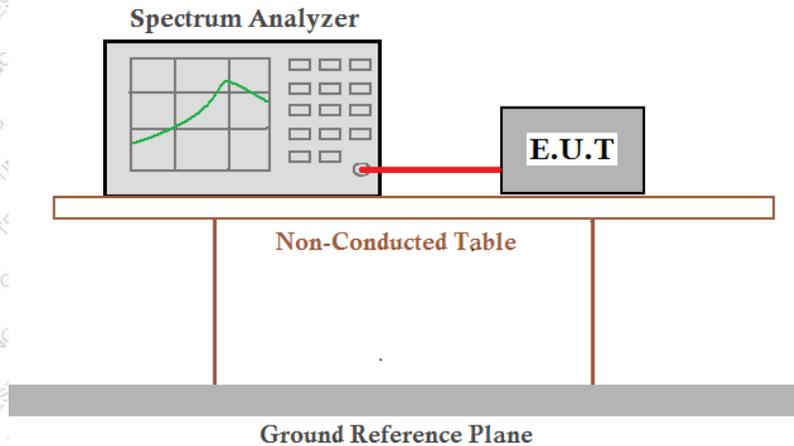 Spectrum Analyzer
E.U.T
Non-Conducted Table
Ground Reference Plane